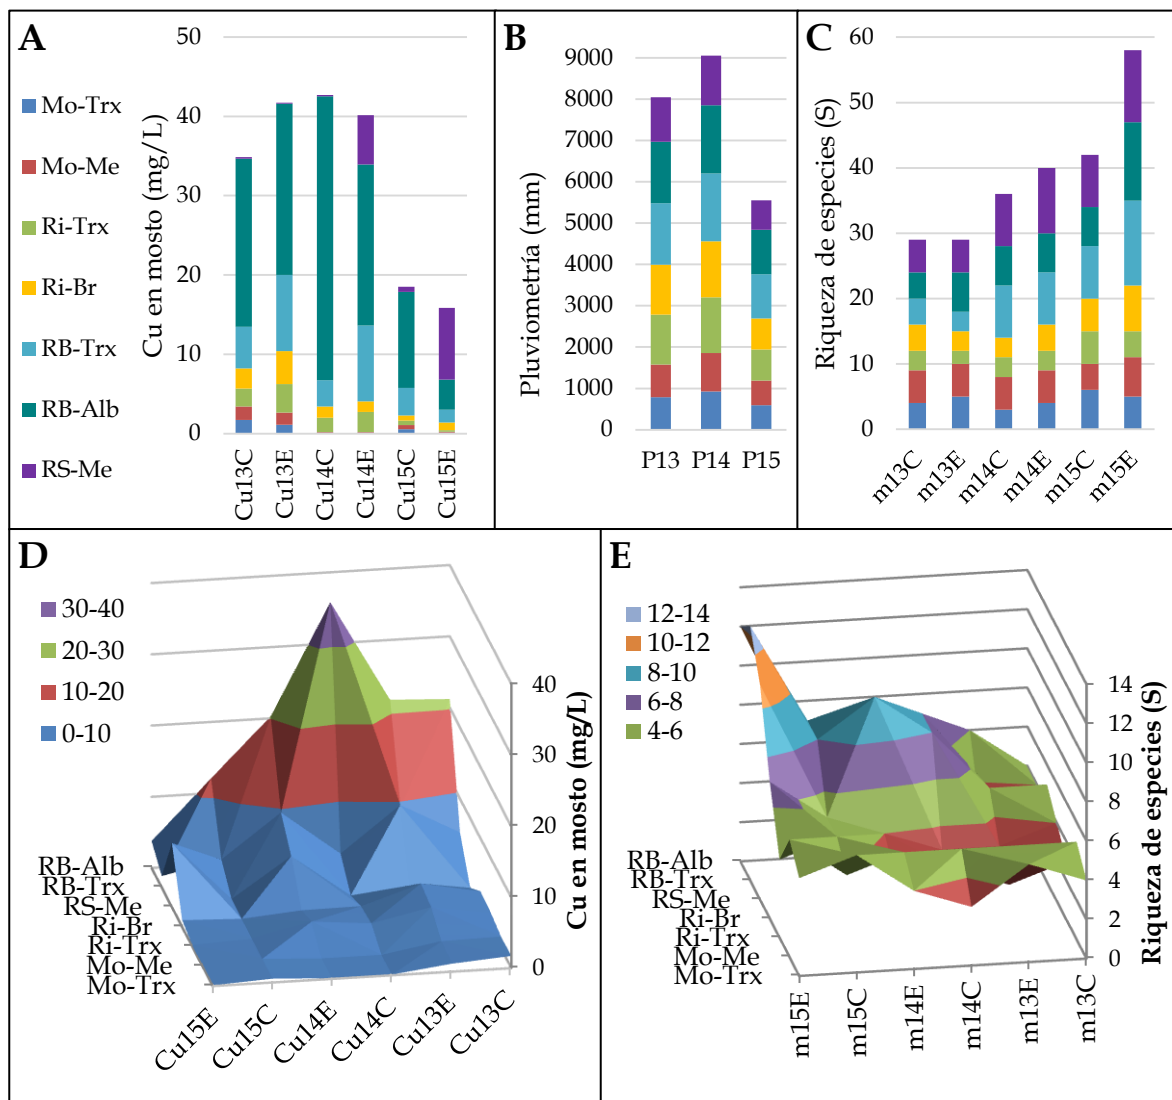 A
Mo-Trx
Mo-Me
Ri-Trx
Ri-Br
RB-Trx
RB-Alb
RS-Me
Cu en mosto (mg/L)
50
40
30
20
10
0
Cu13C
Cu13E
Cu14C
Cu14E
Cu15C
Cu15E
B
Pluviometría (mm)
9000
8000
7000
6000
5000
4000
3000
2000
1000
0
P13
P14
P15
C
Riqueza de especies (S)
60
50
40
30
20
10
0
m13C
m13E
m14C
m14E
m15C
m15E
D
30-40
20-30
10-20
0-10
40
30
20
10
0
Cu en mosto (mg/L)
RB-Alb
RB-Trx
RS-Me
Ri-Br
Ri-Trx
Mo-Me
Mo-Trx
Cu15E
Cu15C
Cu14E
Cu14C
Cu13E
Cu13C
E
12-14
10-12
8-10
6-8
4-6
14
12
10
8
6
4
2
0
Riqueza de especies (S)
RB-Alb
RB-Trx
RS-Me
Ri-Br
Ri-Trx
Mo-Me
Mo-Trx
m15E
m15C
m14E
m14C
m13E
m13C